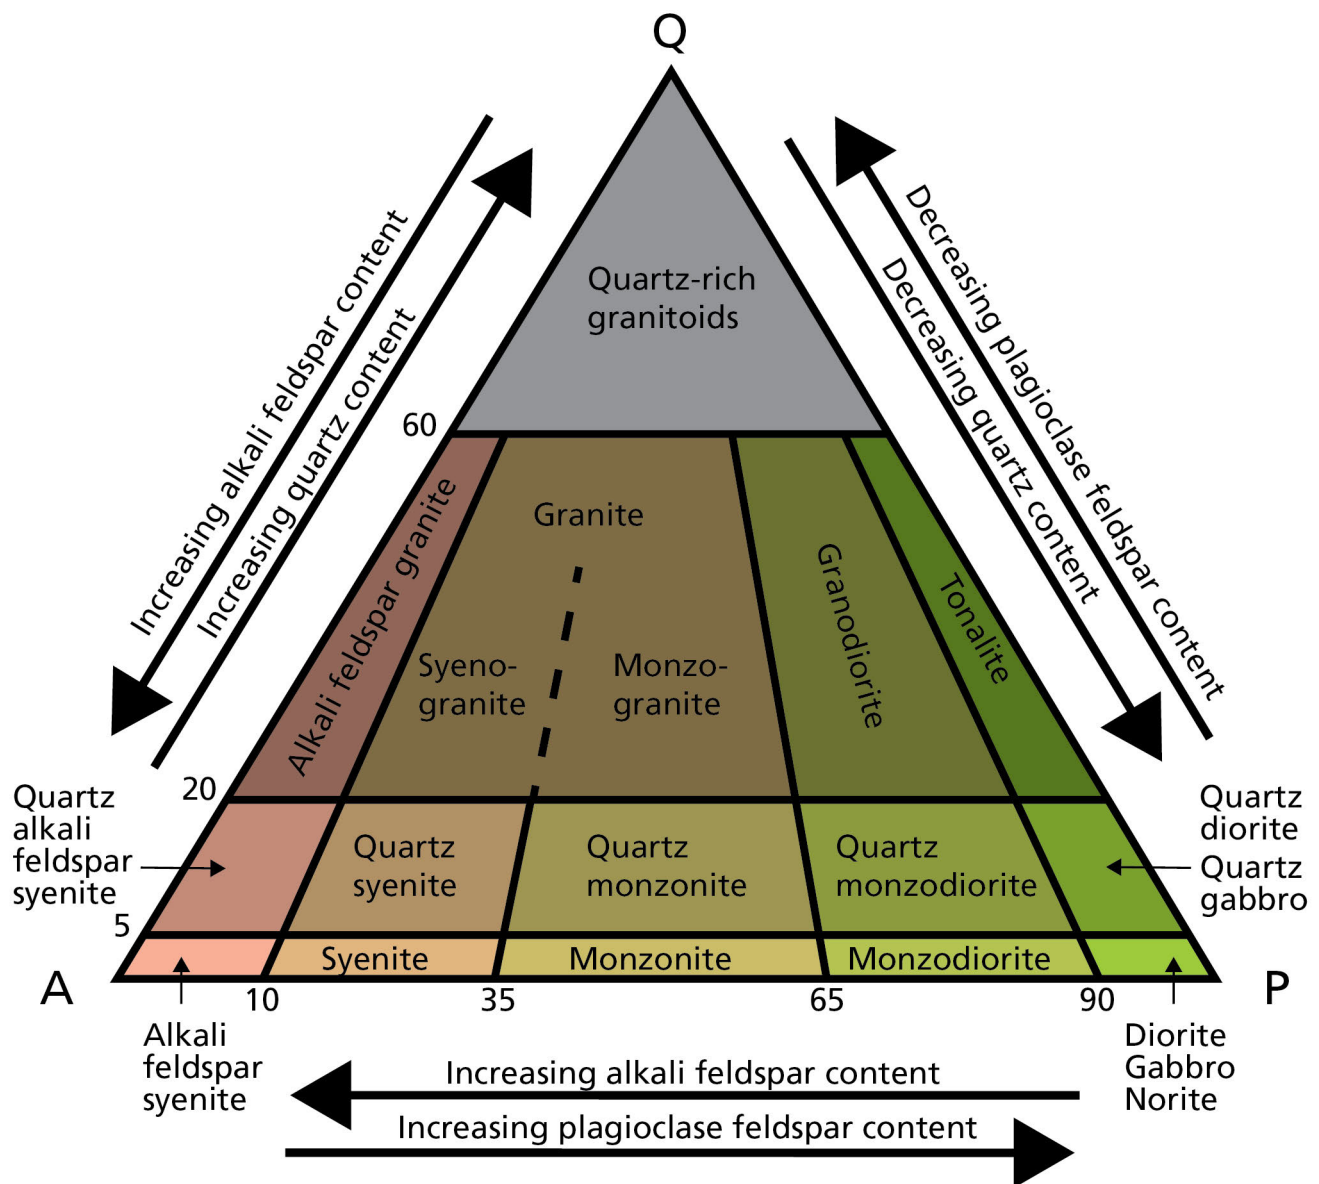 Q
Increasing alkali feldspar content
Increasing quartz content
Decreasing plagioclase feldspar content
Decreasing quartz content
Quartz-rich
granitoids
60
Alkali feldspar granite
Granite
Syeno-
granite
Monzo-
granite
Granodiorite
Tonalite
20
Quartz
alkali
feldspar
syenite
Quartz
syenite
Quartz
monzonite
Quartz
monzodiorite
Quartz
diorite
Quartz
gabbro
5
Syenite
Monzonite
Monzodiorite
A
P
10
35
65
90
Alkali
feldspar
syenite
Diorite
Gabbro
Norite
Increasing alkali feldspar content
Increasing plagioclase feldspar content